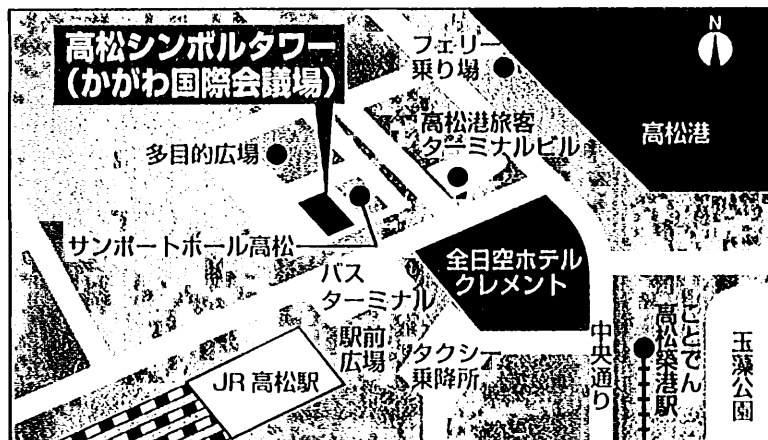 高松シンボルタワー
(かがわ国際会議場)
フェリー
乗り場
N
高松港
高松港旅客
ターミナルビル
多目的広場
サンポートボール高松
全日空ホテル
クレメント
バス
ターミナル
駅前
広場
タクシー
乗降所
JR高松駅
中央通り
ことでん
高松築港駅
玉藻公園